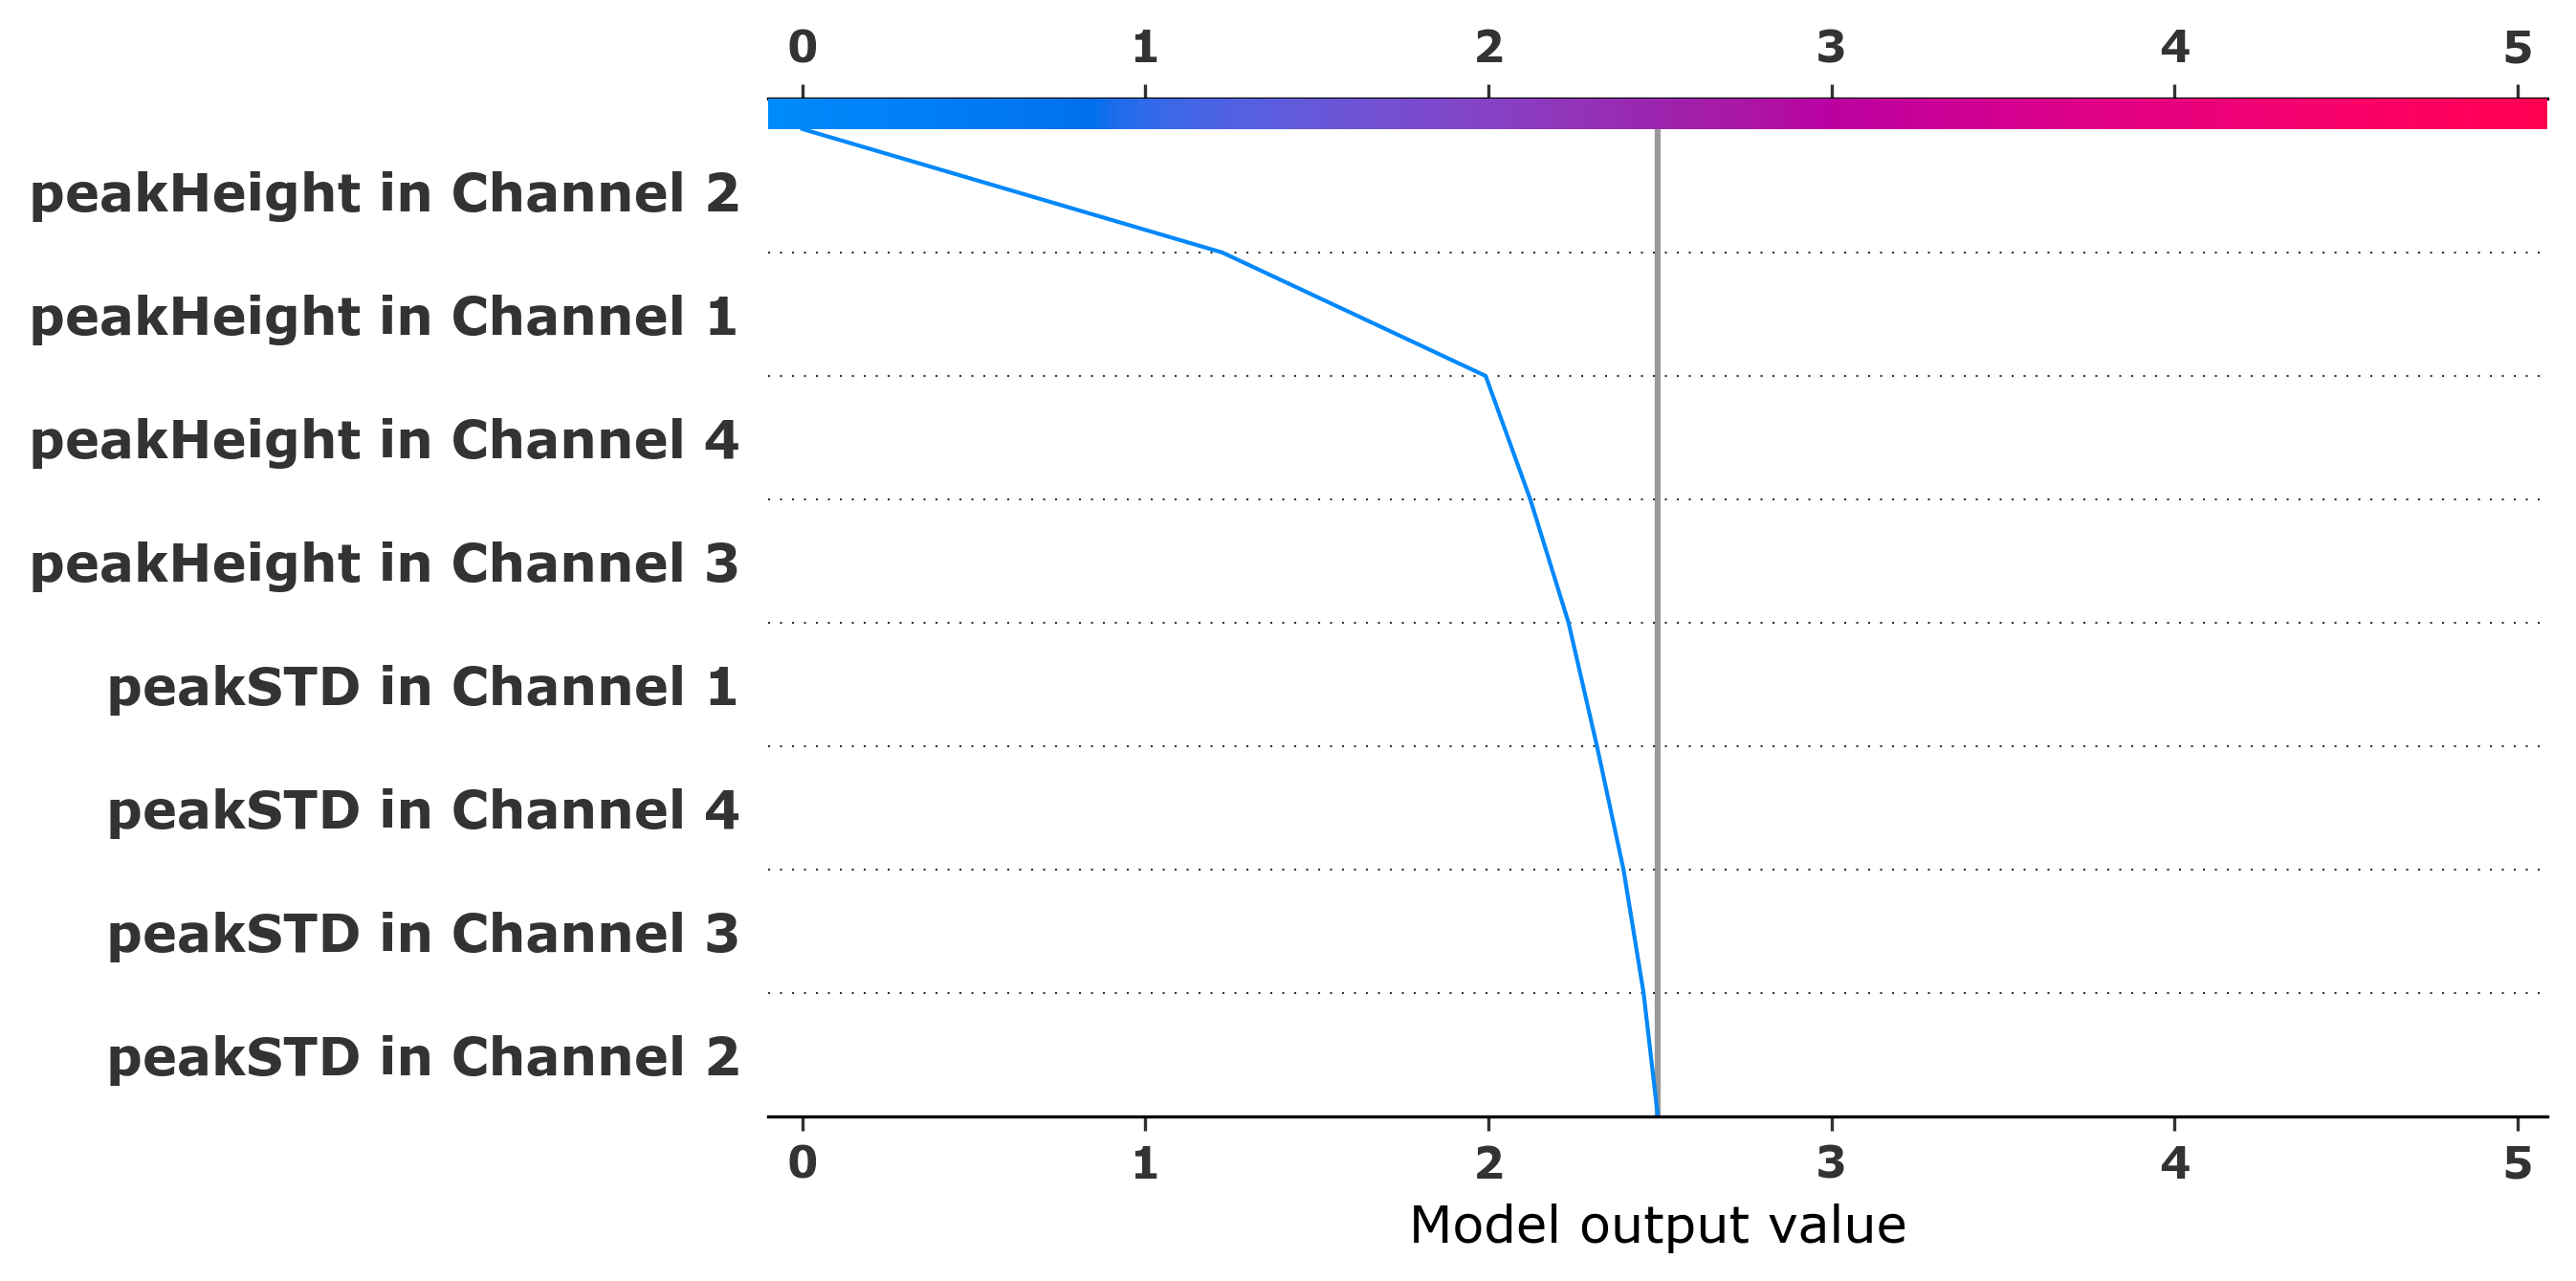 0 1 2 3 4 5
peakHeight in Channel 2
peakHeight in Channel 1
peakHeight in Channel 4
peakHeight in Channel 3
peakSTD in Channel 1
peakSTD in Channel 4
peakSTD in Channel 3
peakSTD in Channel 2
0 1 2 3 4 5
Model output value